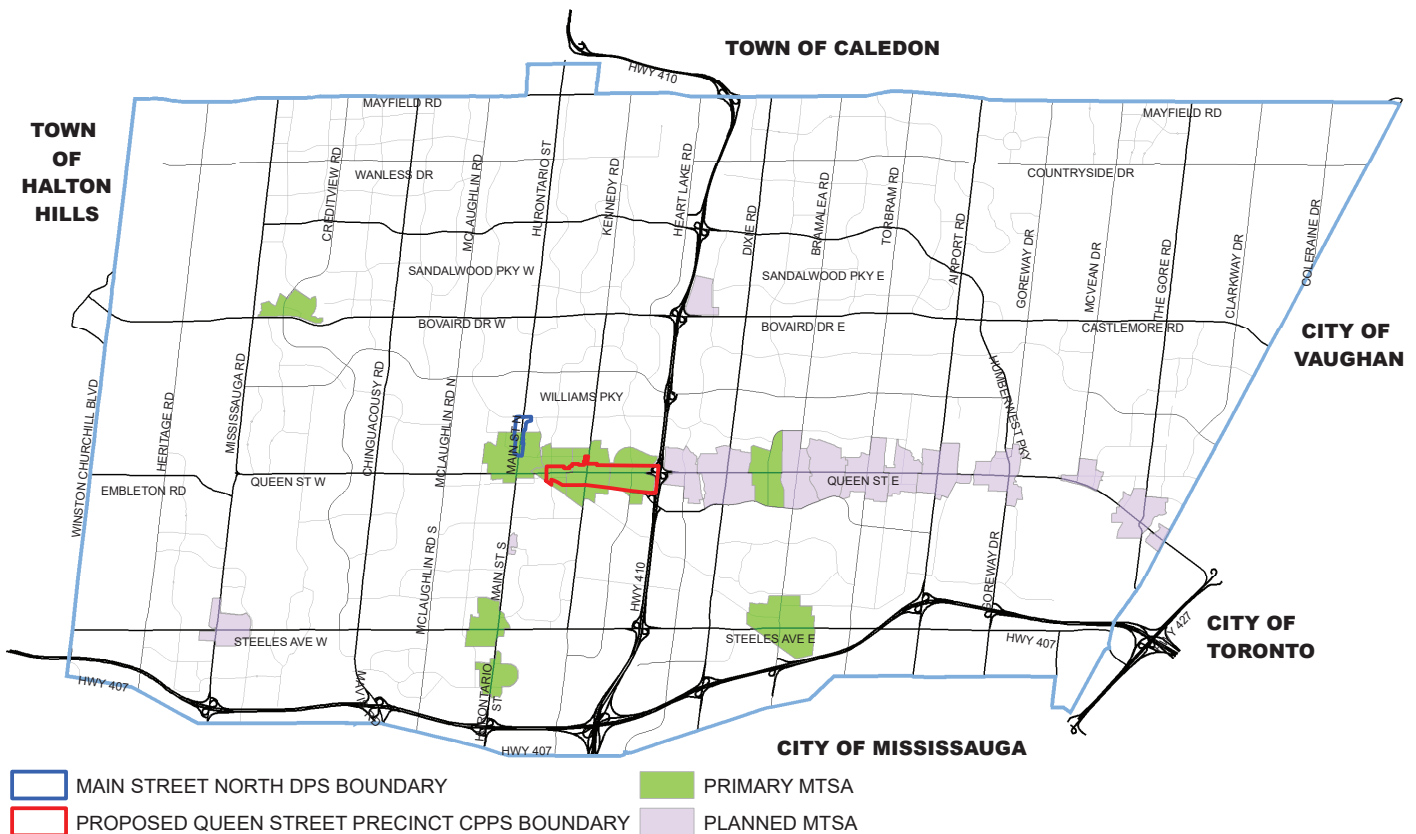 TOWN OF CALEDON
HWY 410
MAYFIELD RD
MAYFIELD RD
TOWN
OF
HALTON
HILLS
WANLESS DR
COUNTRYSIDE DR
CREDITVIEW RD
MCLAUGHLIN RD
HURONTARIO ST
KENNEDY RD
HEART LAKE RD
DIXIE RD
BRAMALEA RD
TORBRAM RD
AIRPORT RD
GOREWAY DR
MCVEAN DR
THE GORE RD
CLARKWAY DR
COLERAINE DR
SANDALWOOD PKY W
SANDALWOOD PKY E
BOVAIRD DR W
BOVAIRD DR E
CASTLEMORE RD
CITY OF
VAUGHAN
WINSTON CHURCHILL BLVD
HERITAGE RD
MISSISSAUGA RD
CHINGUACOUSY RD
MCLAUGHLIN RD N
MAIN ST N
WILLIAMS PKY
HUMBERWEST PKY
EMBLETON RD
QUEEN ST W
QUEEN ST E
MCLAUGHLIN RD S
MAIN ST S
HWY 410
GOREWAY DR
STEELES AVE W
STEELES AVE E
HWY 407
CITY OF
TORONTO
HWY 407
HURONTARIO
ST
HWY 407
CITY OF MISSISSAUGA
MAIN STREET NORTH DPS BOUNDARY
PRIMARY MTSA
PROPOSED QUEEN STREET PRECINCT CPPS BOUNDARY
PLANNED MTSA